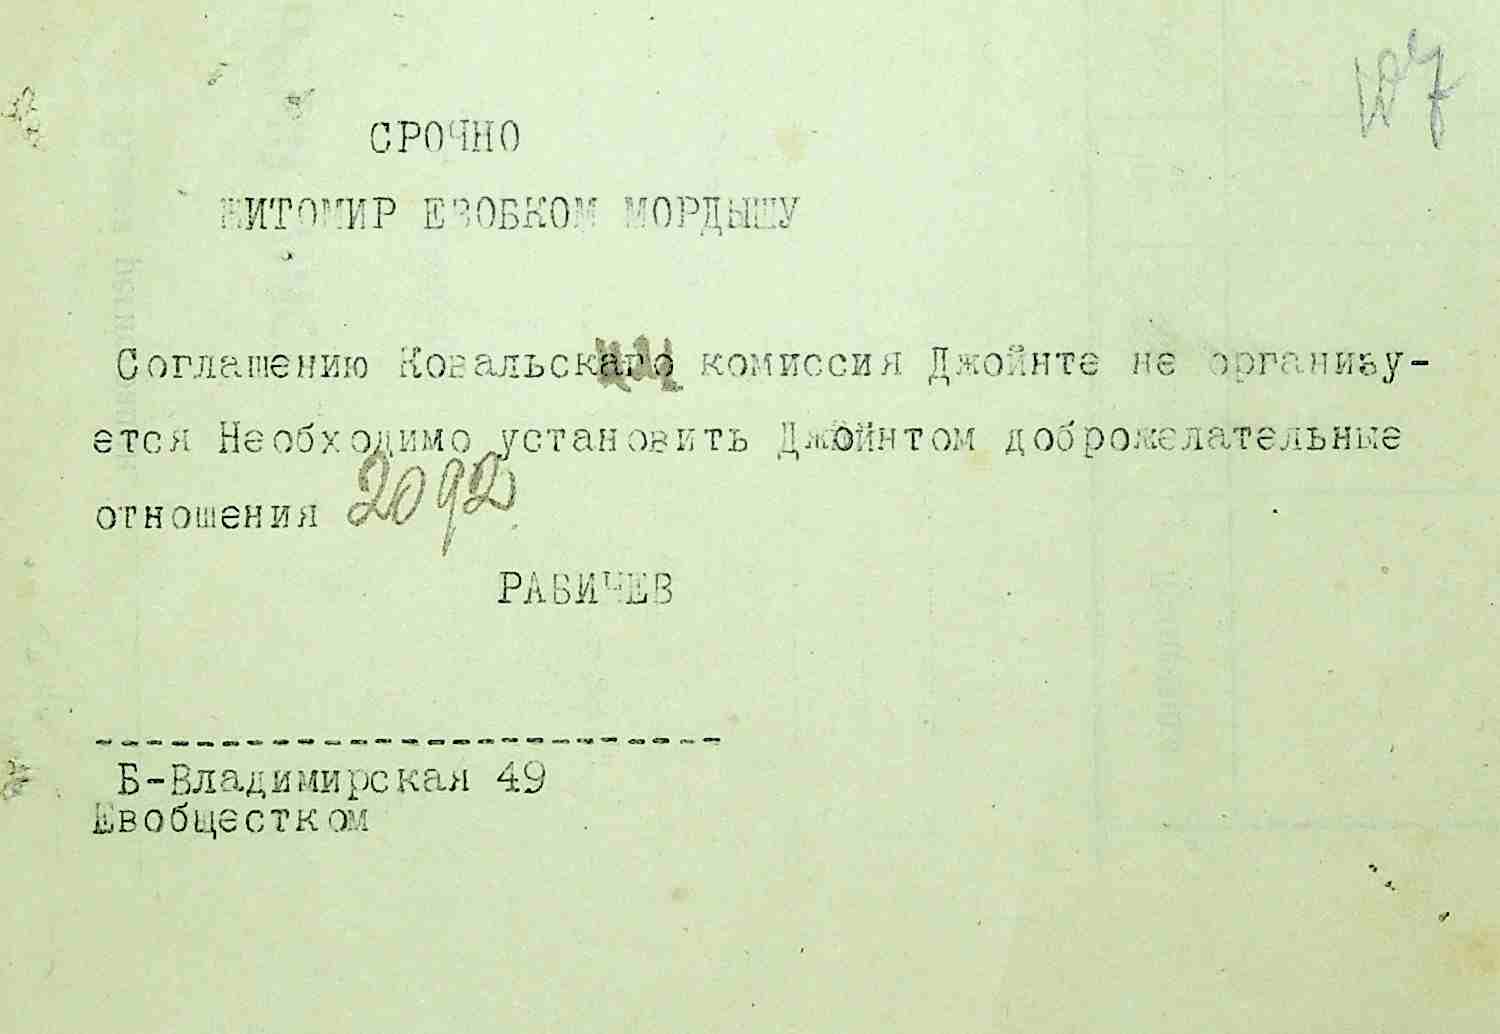 107
СРОЧНО
ЖИТОМИР ЕВОБКОМ МОРДЫШУ
Соглашению Ковальск комиссия Джойнте не организу-
ется Необходимо установить Джойнтом доброжелательные
отношения 2092
РАБИЧЕВ
Б-Владимирская 49
Евобщестком